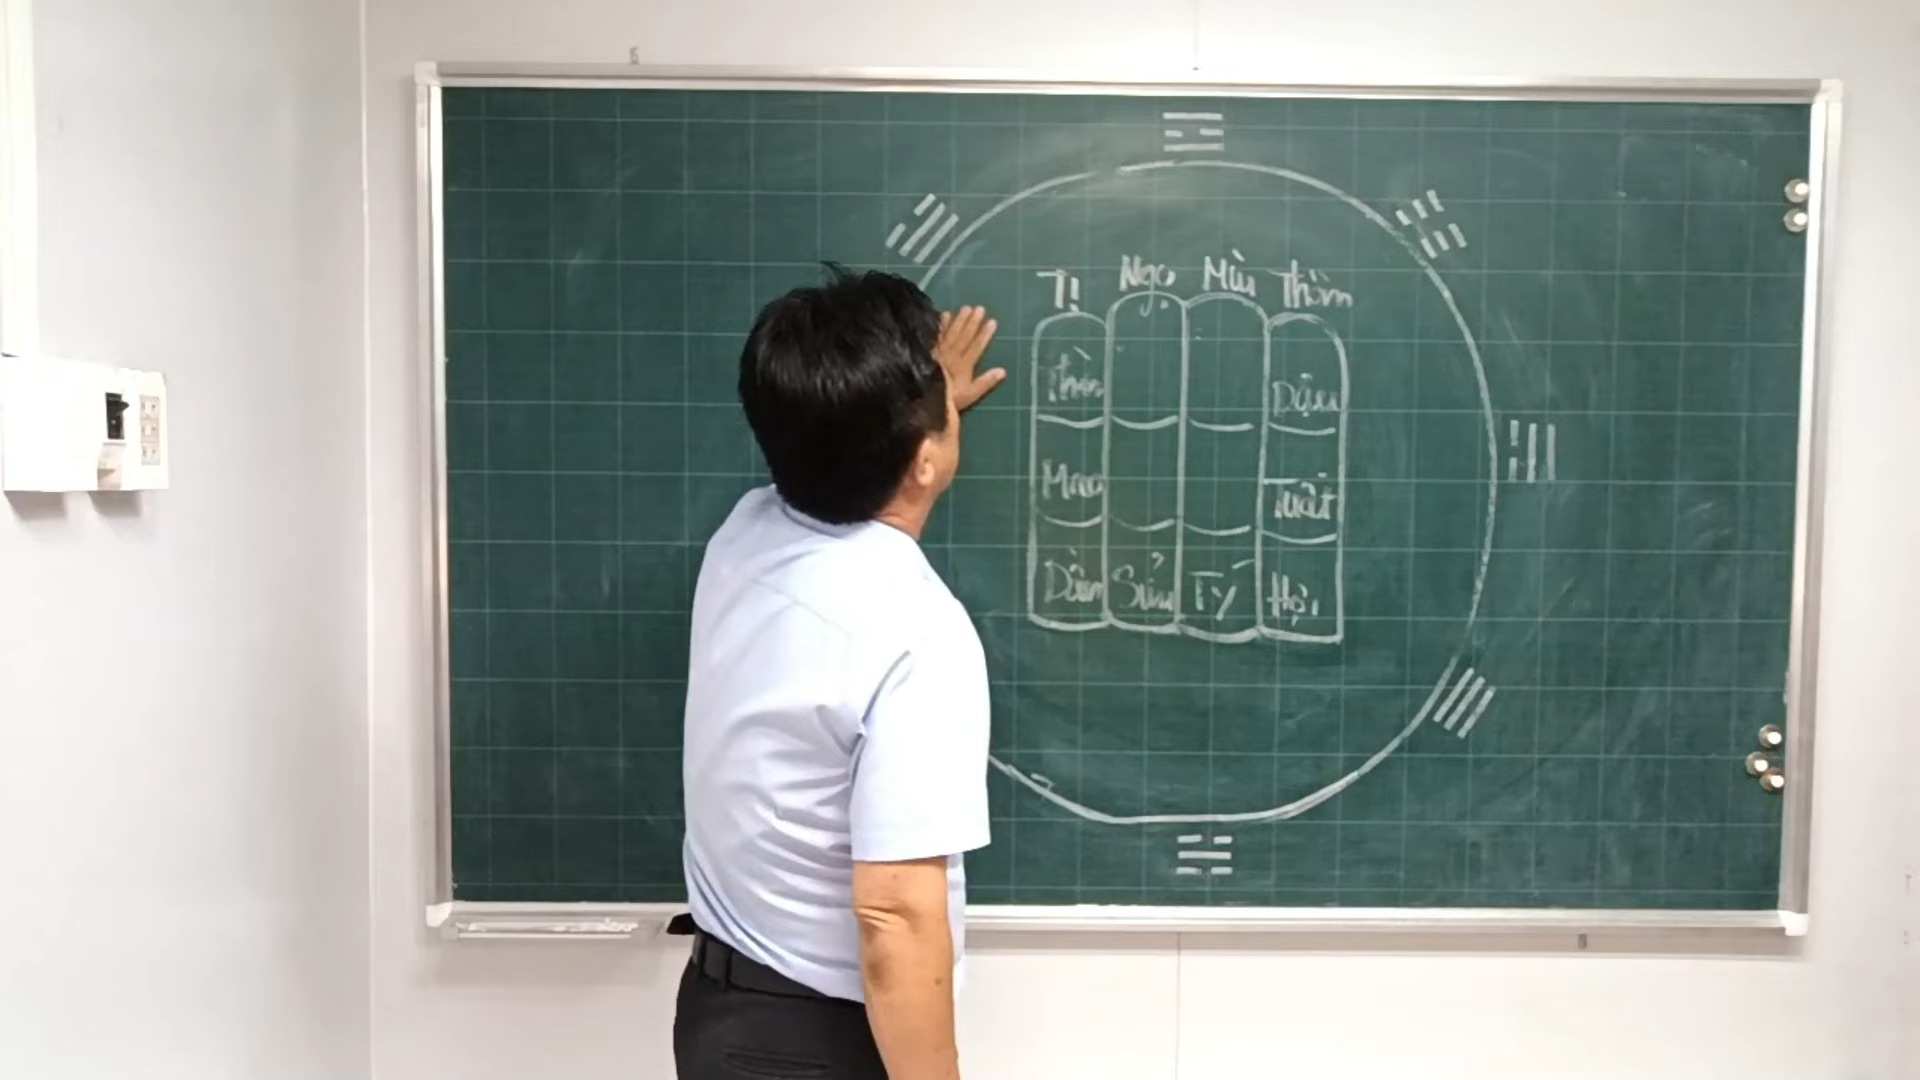 Tị Ngọ Mùi Thân
Thìn Dậu
Mão Tuất
Dần Sửu Tý Hợi